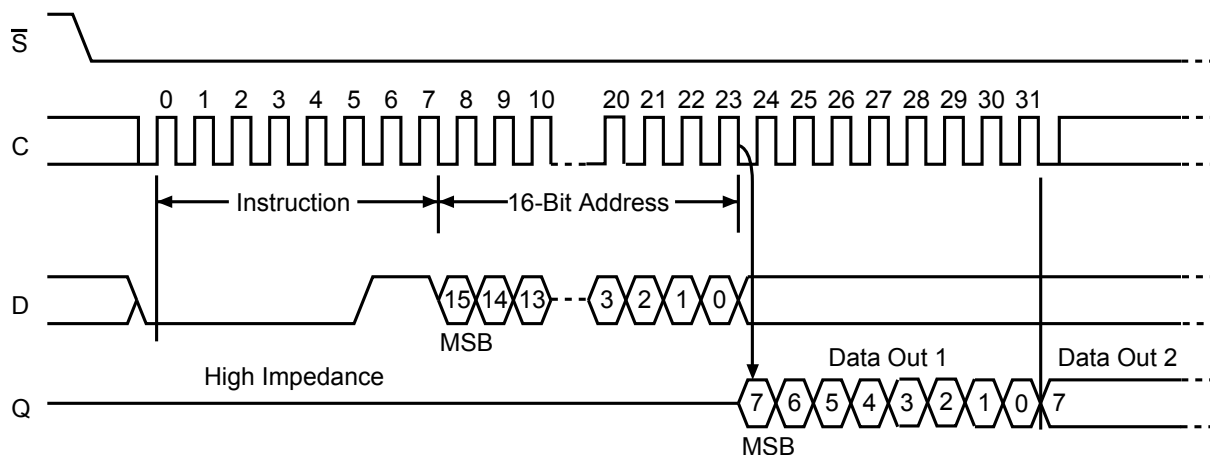 S̅
0 1 2 3 4 5 6 7 8 9 10 20 21 22 23 24 25 26 27 28 29 30 31
C
Instruction 16-Bit Address
D 15 14 13 3 2 1 0
MSB
High Impedance Data Out 1 Data Out 2
Q 7 6 5 4 3 2 1 0 7
MSB